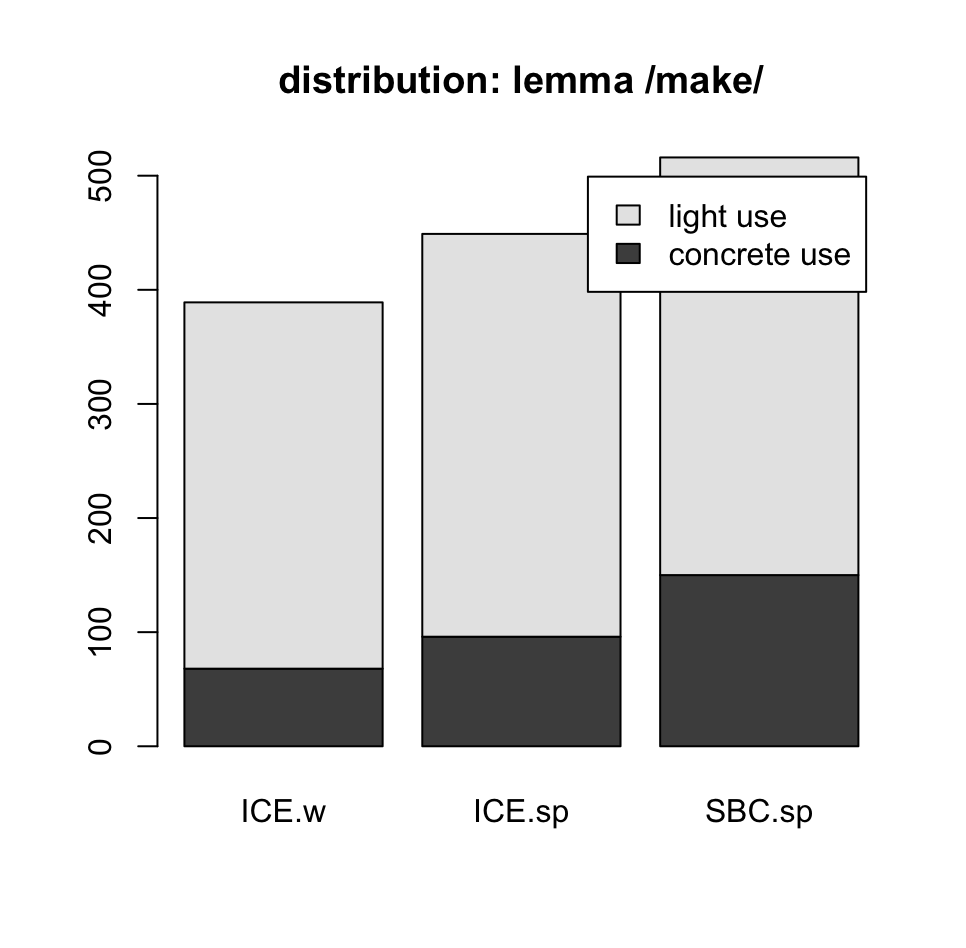 distribution: lemma /make/
500
400
300
200
100
0
light use
concrete use
ICE.w
ICE.sp
SBC.sp